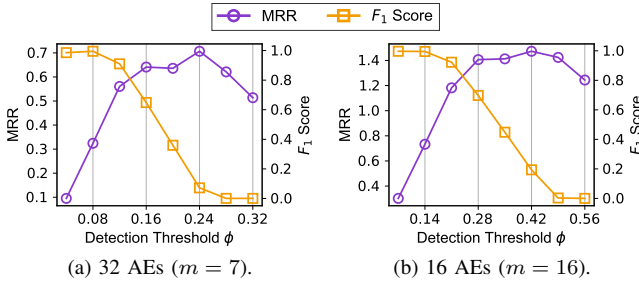 MRR F₁ Score
0.7
0.6
0.5
0.4
0.3
0.2
0.1
MRR
1.0
0.8
0.6
0.4
0.2
0.0
F₁ Score
0.08 0.16 0.24 0.32
Detection Threshold ϕ
(a) 32 AEs (m = 7).
1.4
1.2
1.0
0.8
0.6
0.4
MRR
1.0
0.8
0.6
0.4
0.2
0.0
F₁ Score
0.14 0.28 0.42 0.56
Detection Threshold ϕ
(b) 16 AEs (m = 16).